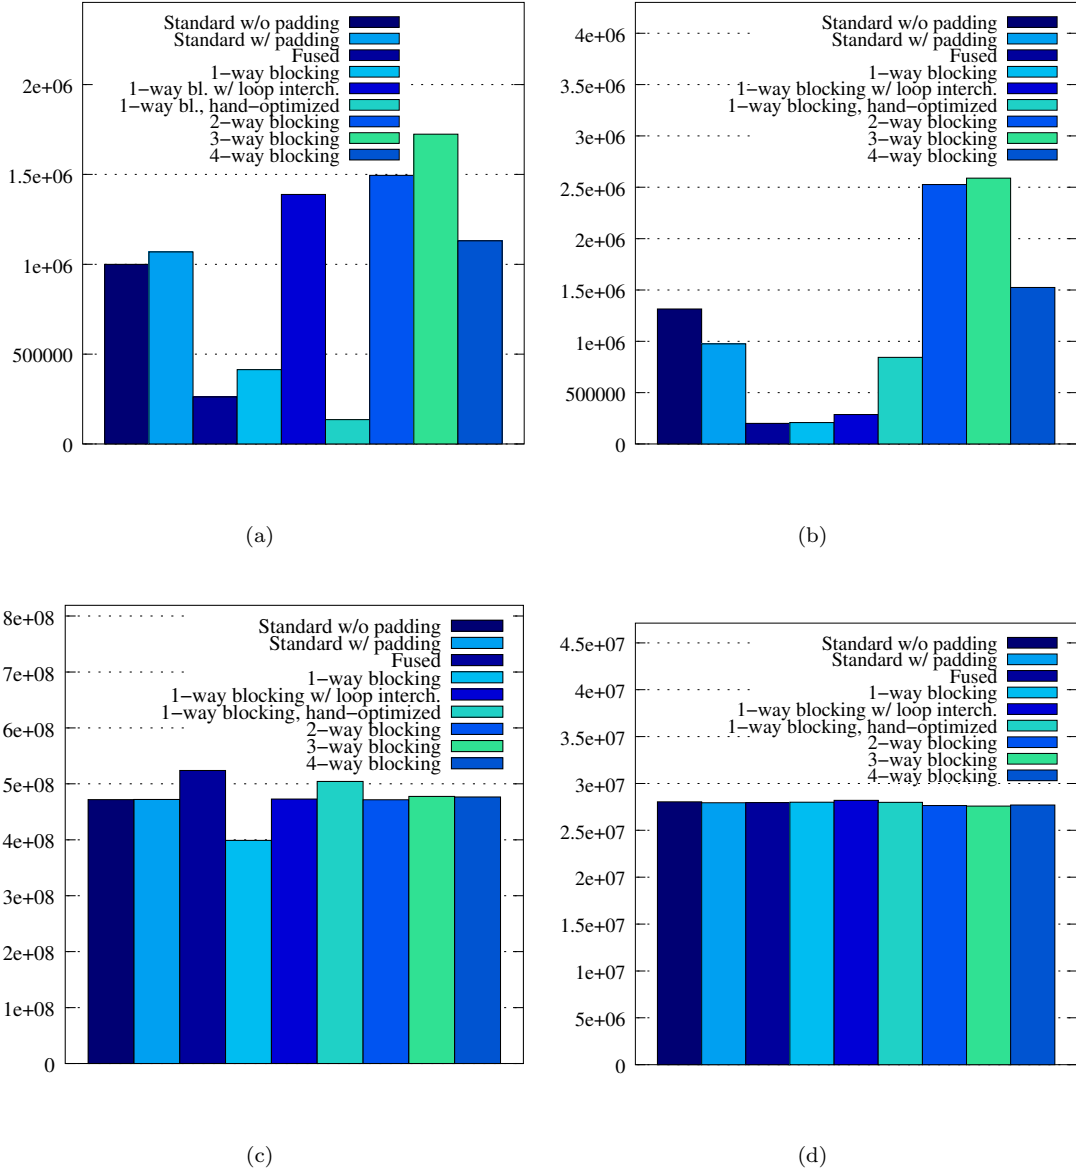 Standard w/o padding
Standard w/ padding
Fused
1−way blocking
1−way bl. w/ loop interch.
1−way bl., hand−optimized
2−way blocking
3−way blocking
4−way blocking
2e+06
1.5e+06
1e+06
500000
0
(a)
Standard w/o padding
Standard w/ padding
Fused
1−way blocking
1−way blocking w/ loop interch.
1−way blocking, hand−optimized
2−way blocking
3−way blocking
4−way blocking
4e+06
3.5e+06
3e+06
2.5e+06
2e+06
1.5e+06
1e+06
500000
0
(b)
Standard w/o padding
Standard w/ padding
Fused
1−way blocking
1−way blocking w/ loop interch.
1−way blocking, hand−optimized
2−way blocking
3−way blocking
4−way blocking
8e+08
7e+08
6e+08
5e+08
4e+08
3e+08
2e+08
1e+08
0
(c)
Standard w/o padding
Standard w/ padding
Fused
1−way blocking
1−way blocking w/ loop interch.
1−way blocking, hand−optimized
2−way blocking
3−way blocking
4−way blocking
4.5e+07
4e+07
3.5e+07
3e+07
2.5e+07
2e+07
1.5e+07
1e+07
5e+06
0
(d)